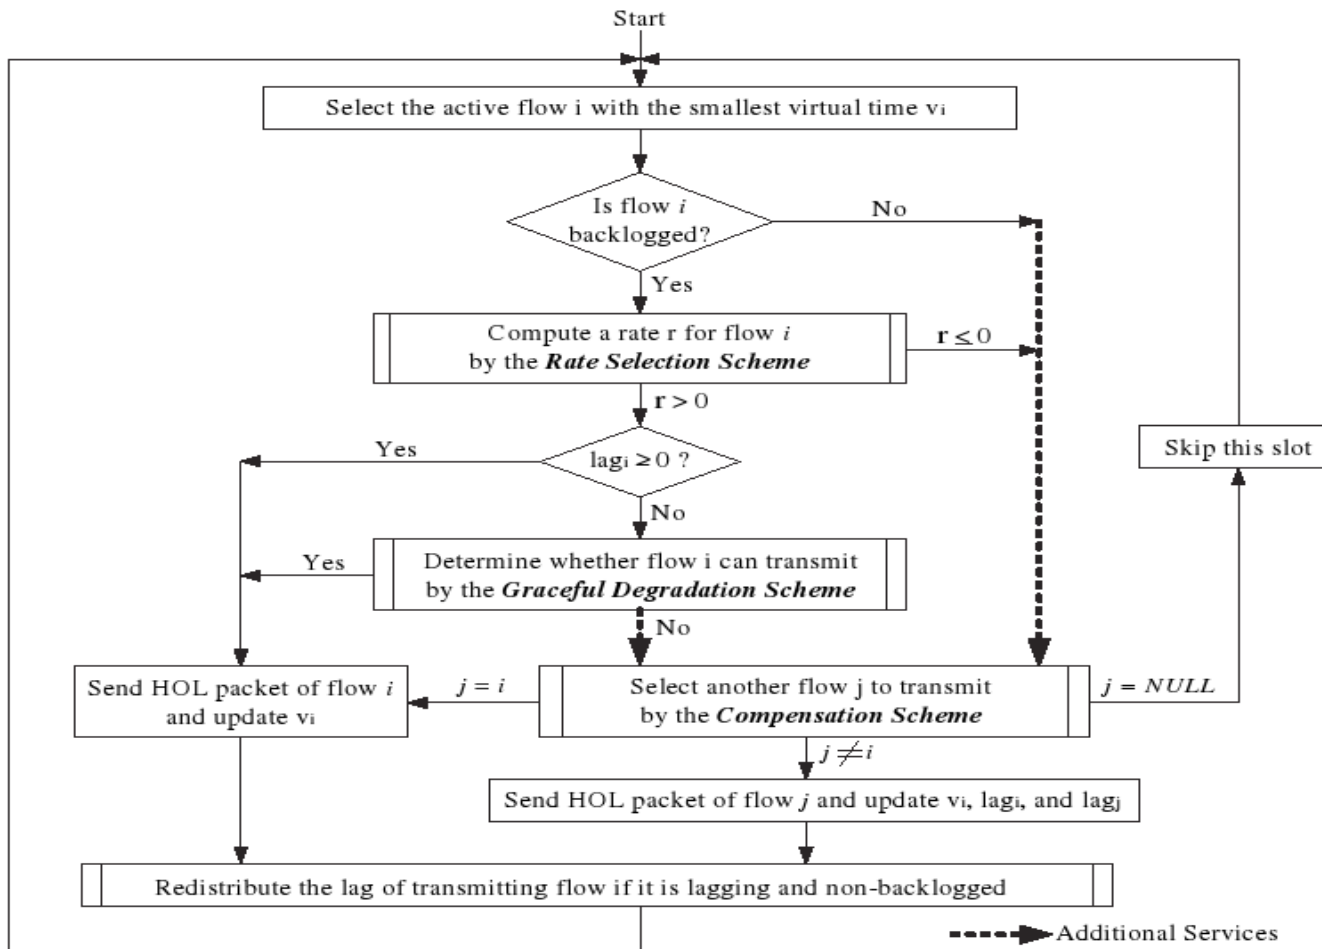 Start
Select the active flow i with the smallest virtual time vi
Is flow i
backlogged?
No
Yes
Compute a rate r for flow i
by the Rate Selection Scheme
r ≤ 0
r > 0
Yes
lagi ≥ 0 ?
Skip this slot
No
Yes
Determine whether flow i can transmit
by the Graceful Degradation Scheme
No
Send HOL packet of flow i
and update vi
j = i
Select another flow j to transmit
by the Compensation Scheme
j = NULL
j ≠ i
Send HOL packet of flow j and update vi, lagi, and lagj
Redistribute the lag of transmitting flow if it is lagging and non-backlogged
Additional Services